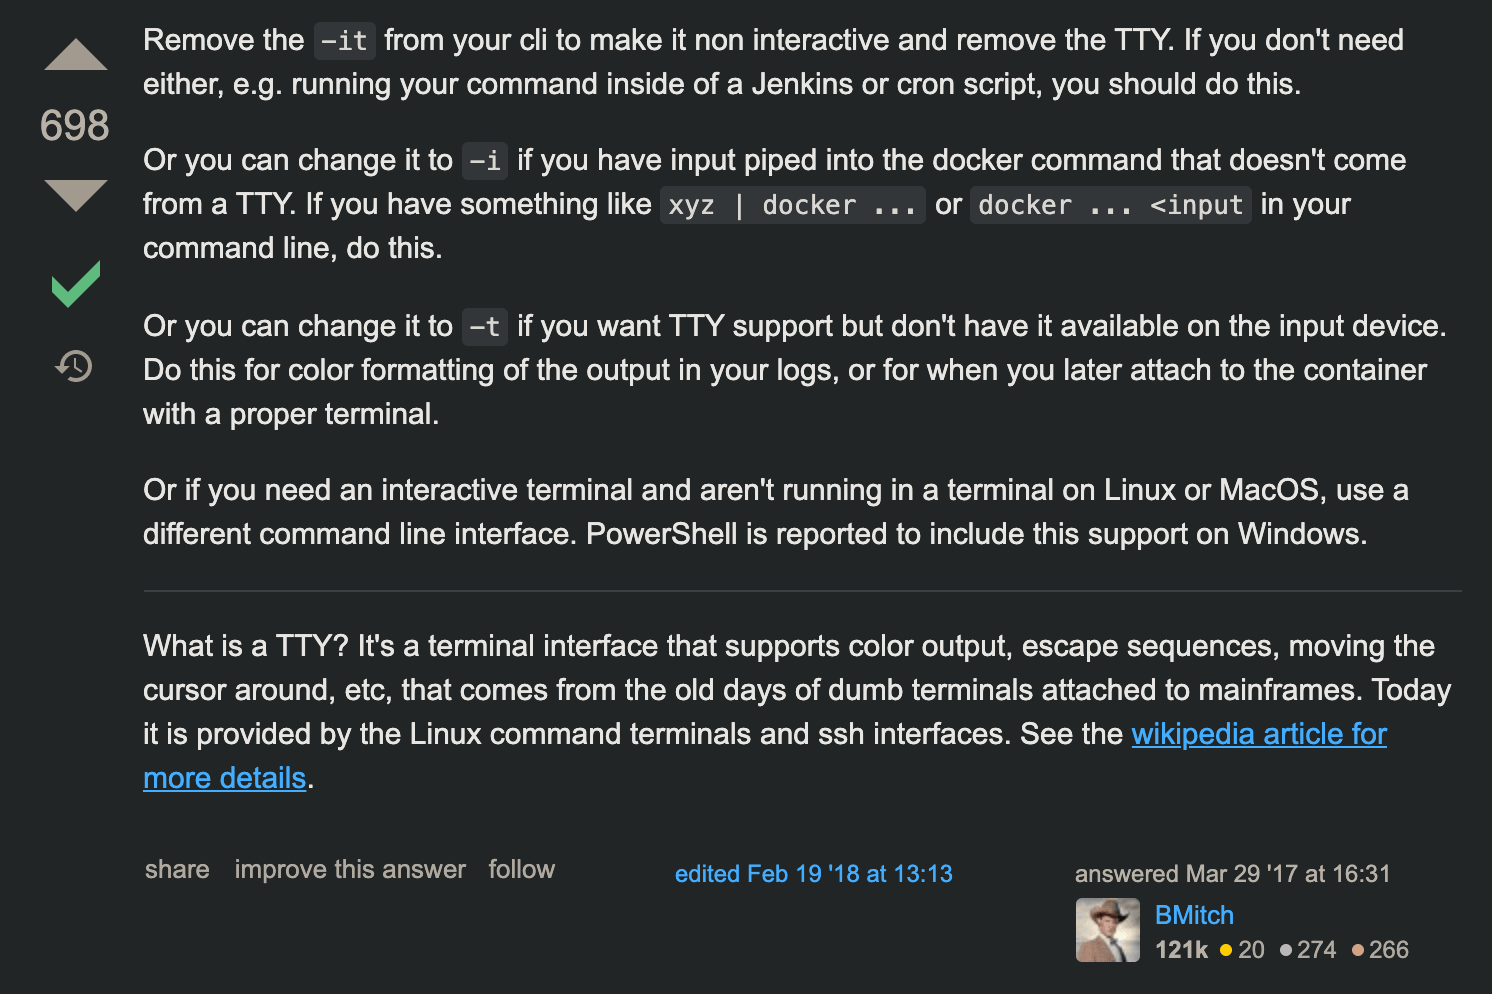 Remove the -it from your cli to make it non interactive and remove the TTY. If you don't need
either, e.g. running your command inside of a Jenkins or cron script, you should do this.
698
Or you can change it to -i if you have input piped into the docker command that doesn't come
from a TTY. If you have something like xyz | docker ... or docker ... <input in your
command line, do this.
Or you can change it to -t if you want TTY support but don't have it available on the input device.
Do this for color formatting of the output in your logs, or for when you later attach to the container
with a proper terminal.
Or if you need an interactive terminal and aren't running in a terminal on Linux or MacOS, use a
different command line interface. PowerShell is reported to include this support on Windows.
What is a TTY? It's a terminal interface that supports color output, escape sequences, moving the
cursor around, etc, that comes from the old days of dumb terminals attached to mainframes. Today
it is provided by the Linux command terminals and ssh interfaces. See the wikipedia article for
more details.
share improve this answer follow
edited Feb 19 '18 at 13:13
answered Mar 29 '17 at 16:31
BMitch
121k 20 274 266